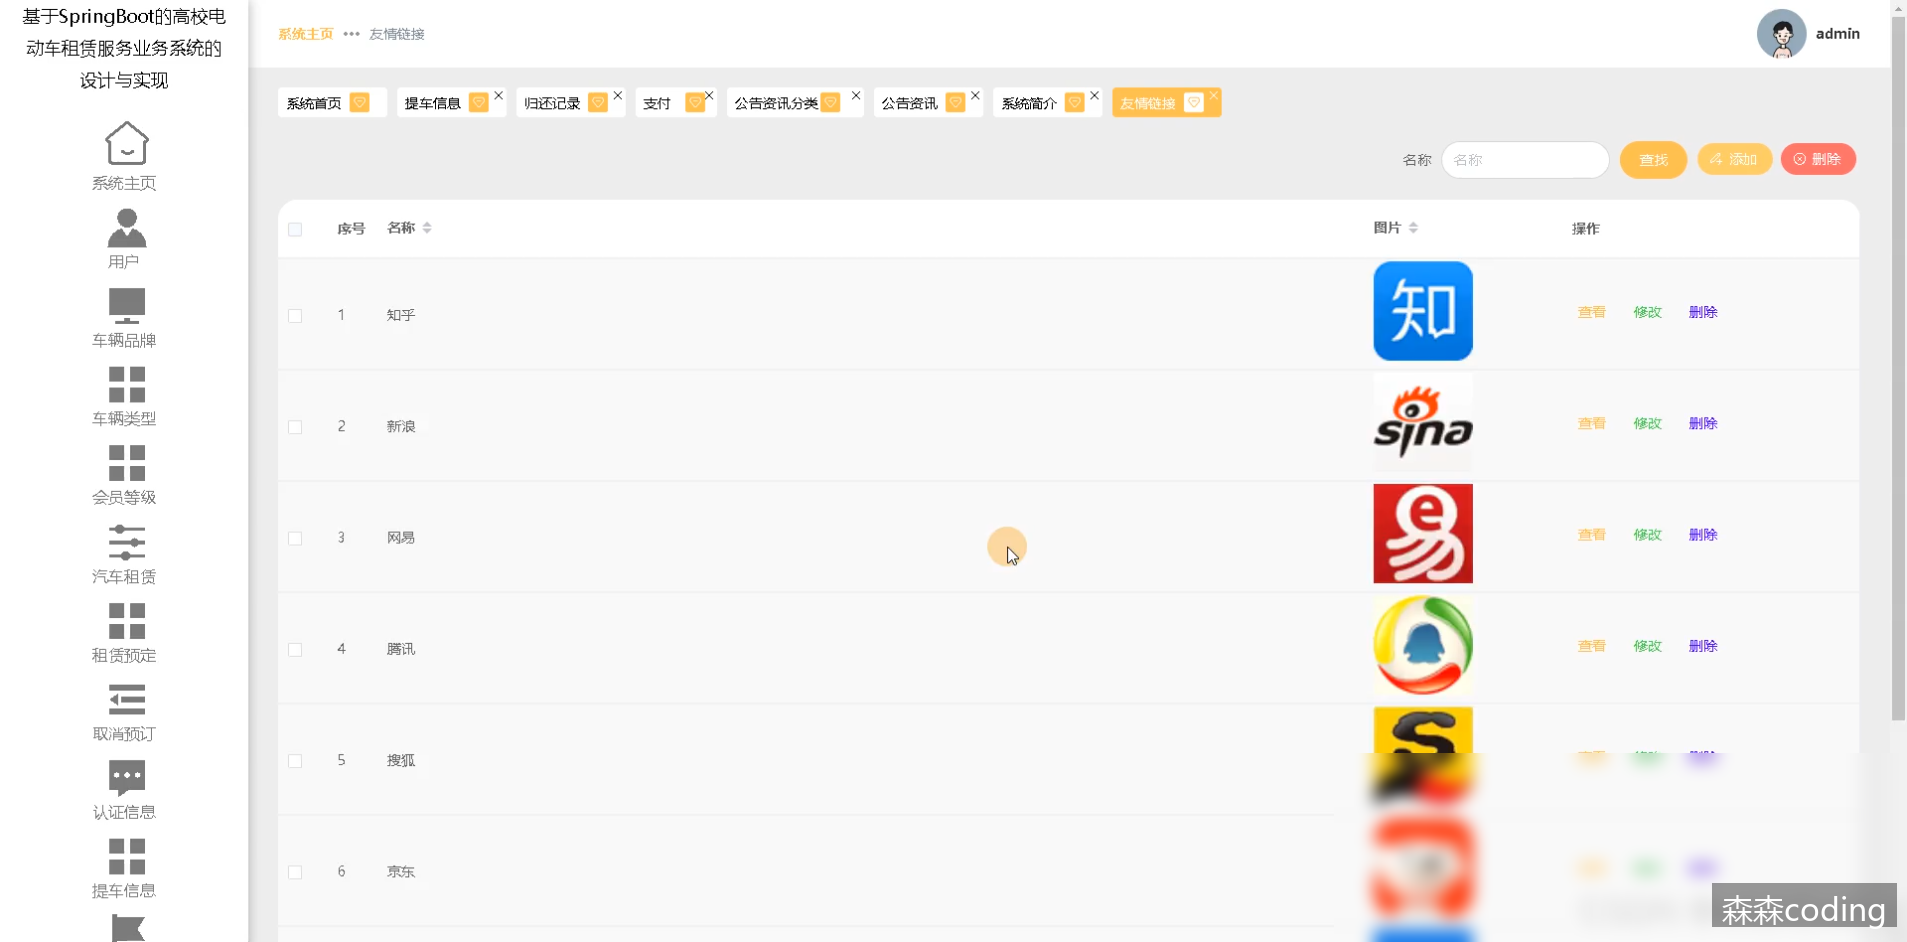 基于SpringBoot的高校电
动车租赁服务业务系统的
设计与实现
系统主页
用户
车辆品牌
车辆类型
会员等级
汽车租赁
租赁预定
取消预订
认证信息
提车信息
系统主页 ••• 友情链接
admin
系统首页 提车信息 归还记录 支付 公告资讯分类 公告资讯 系统简介 友情链接
名称 名称 查找 添加 删除
序号 名称 图片 操作
1 知乎 知 查看 修改 删除
2 新浪 sina 查看 修改 删除
3 网易 e易 查看 修改 删除
4 腾讯 查看 修改 删除
5 搜狐 S
6 京东
森森coding